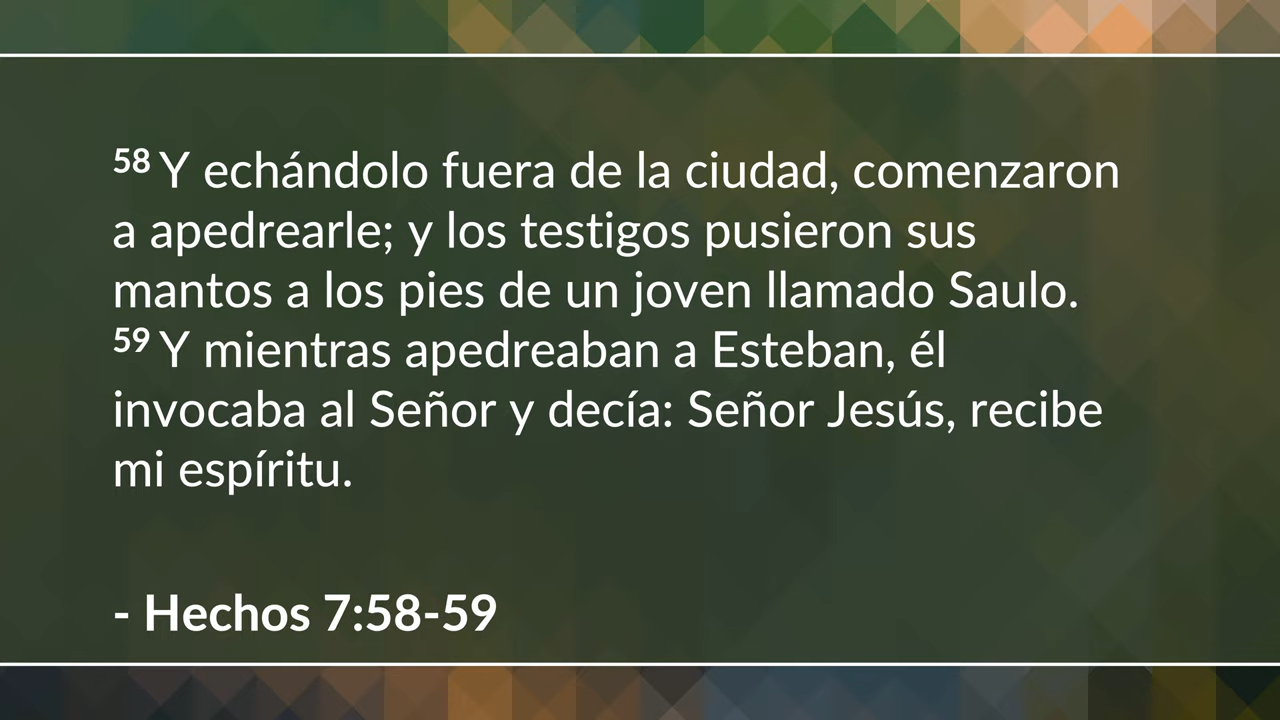 58 Y echándolo fuera de la ciudad, comenzaron
a apedrearle; y los testigos pusieron sus
mantos a los pies de un joven llamado Saulo.
59 Y mientras apedreaban a Esteban, él
invocaba al Señor y decía: Señor Jesús, recibe
mi espíritu.
- Hechos 7:58-59